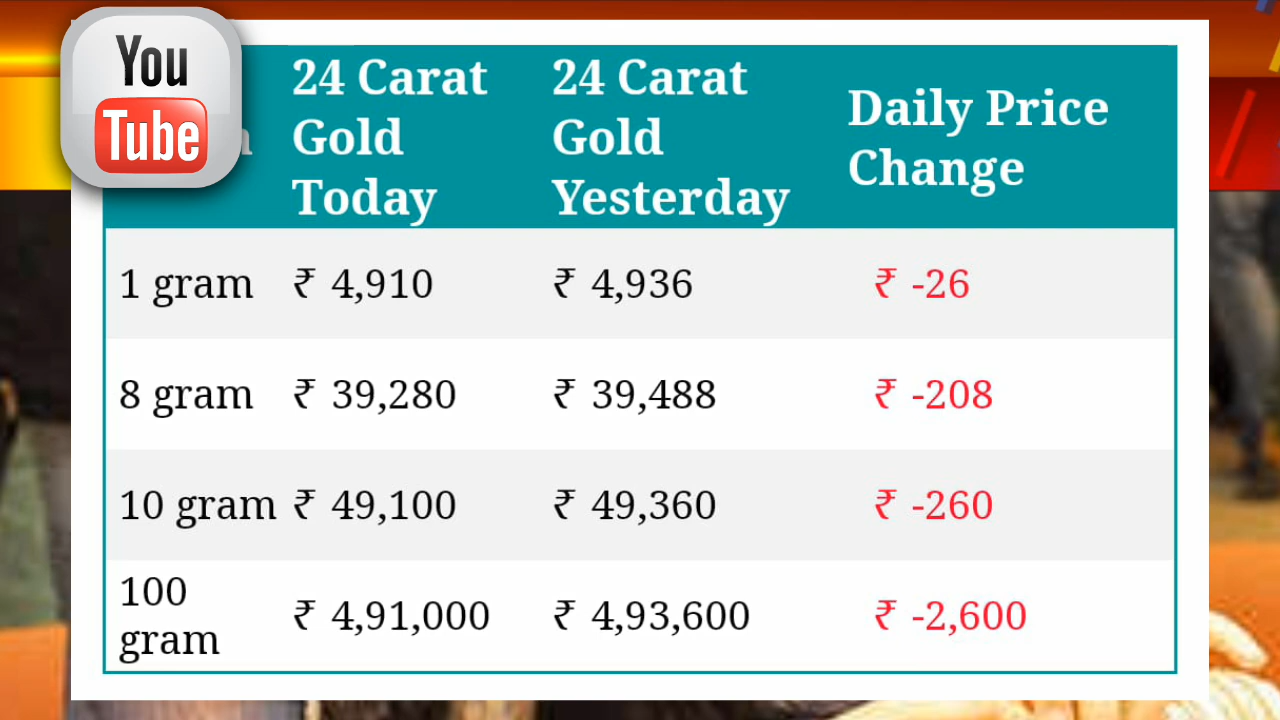 You
Tube
24 Carat
Gold
Today
24 Carat
Gold
Yesterday
Daily Price
Change
1 gram ₹ 4,910 ₹ 4,936 ₹ -26
8 gram ₹ 39,280 ₹ 39,488 ₹ -208
10 gram ₹ 49,100 ₹ 49,360 ₹ -260
100
gram ₹ 4,91,000 ₹ 4,93,600 ₹ -2,600